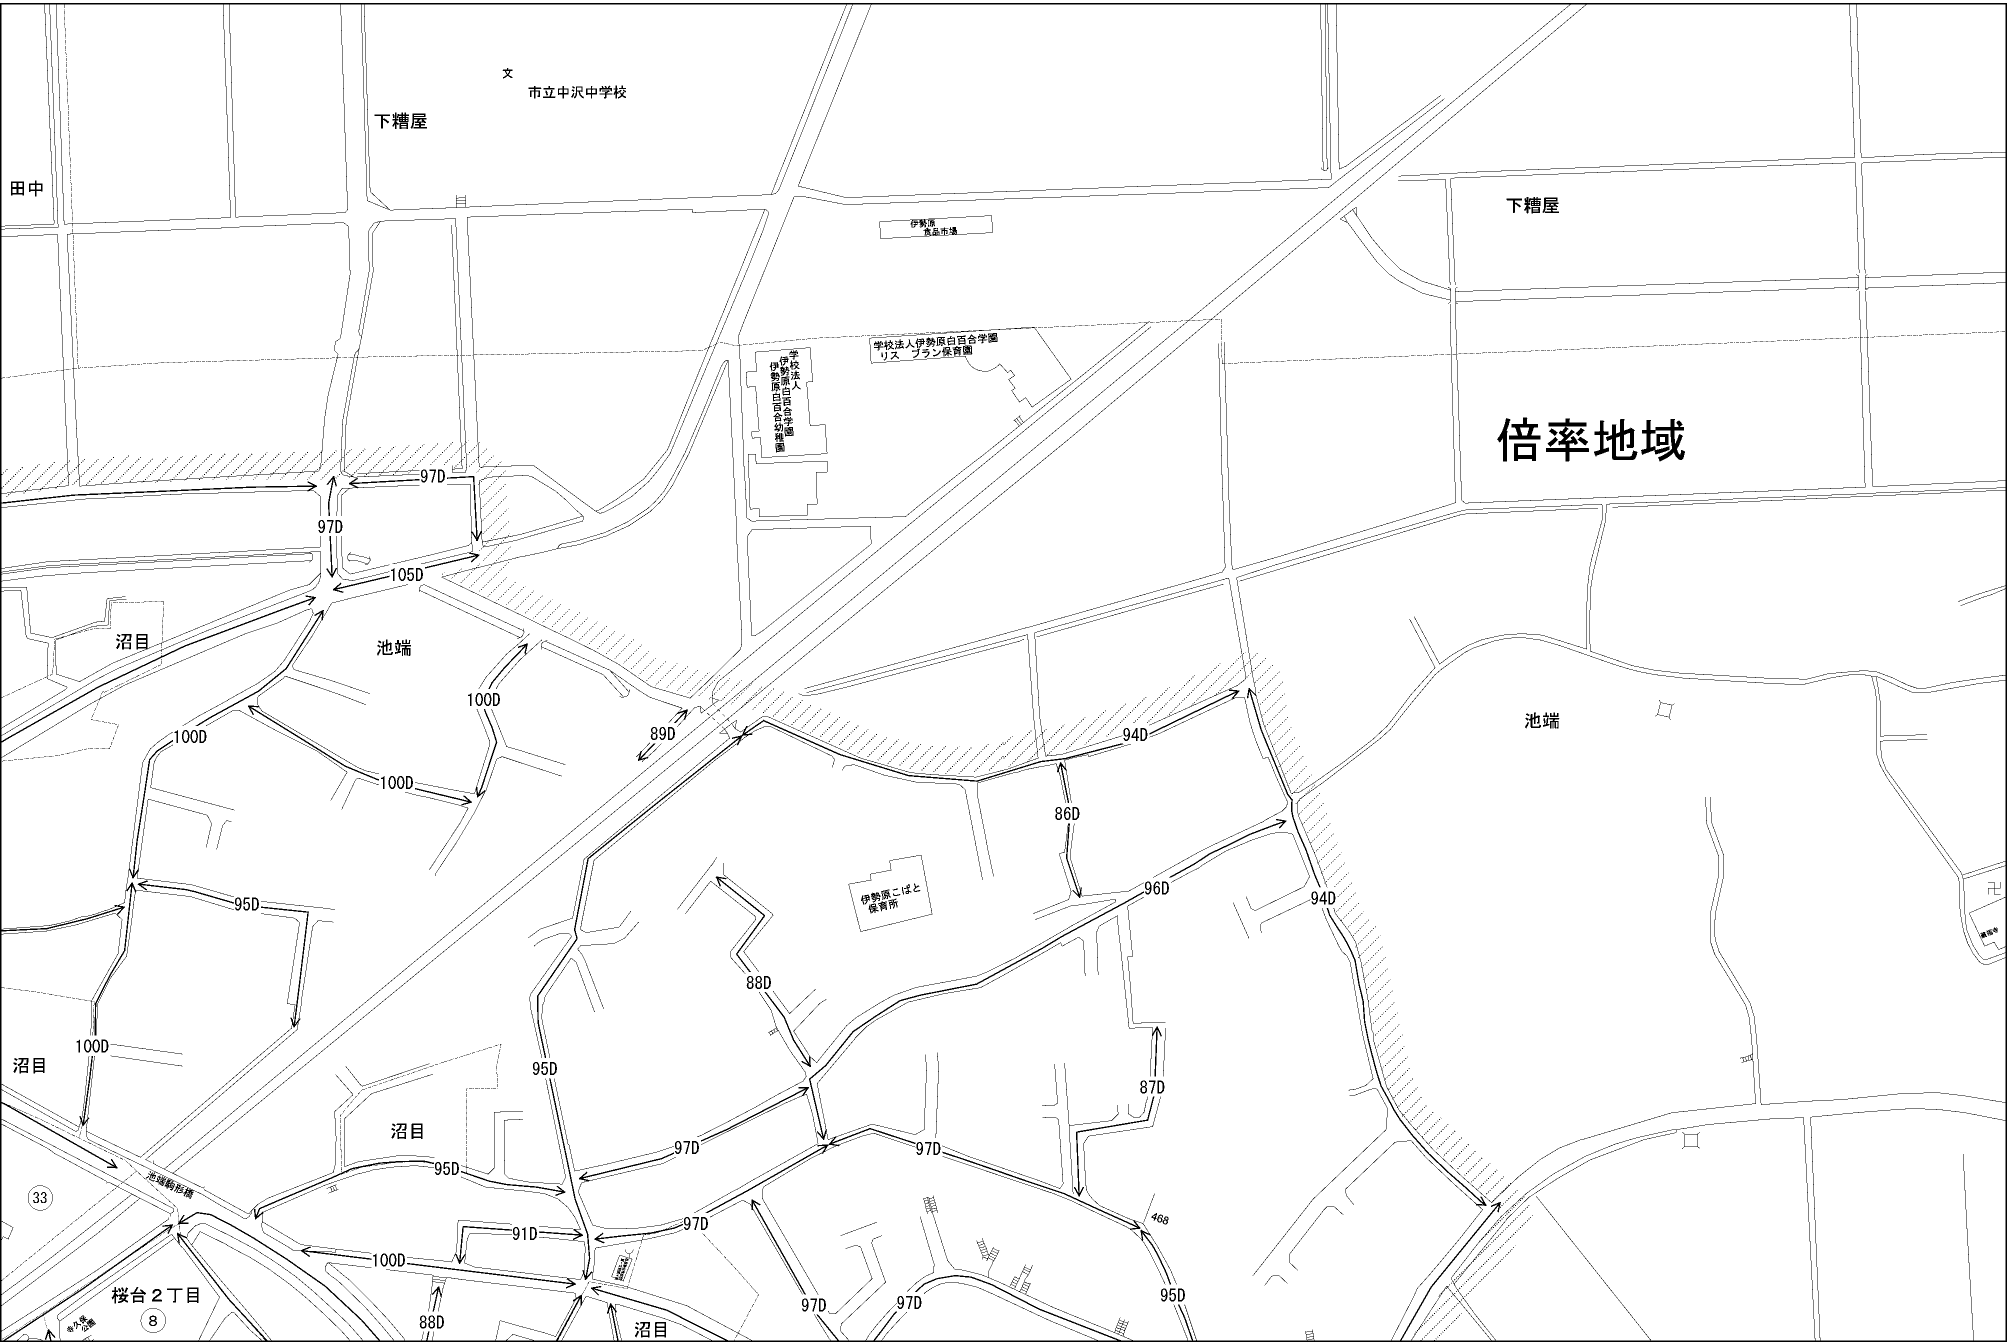 文
市立中沢中学校
下糟屋
田中
下糟屋
伊勢原
食品市場
学校法人伊勢原白百合学園
リス ブラン保育園
学校法人
伊勢原白百合学園
伊勢原白百合幼稚園
倍率地域
97D
97D
105D
沼目
池端
100D
89D
100D
94D
池端
100D
86D
96D
伊勢原こばと
保育所
95D
94D
88D
100D
沼目
95D
87D
沼目
97D
97D
95D
池端駒形橋
33
97D
468
91D
100D
桜台2丁目
8
88D
97D
97D
95D
沼目